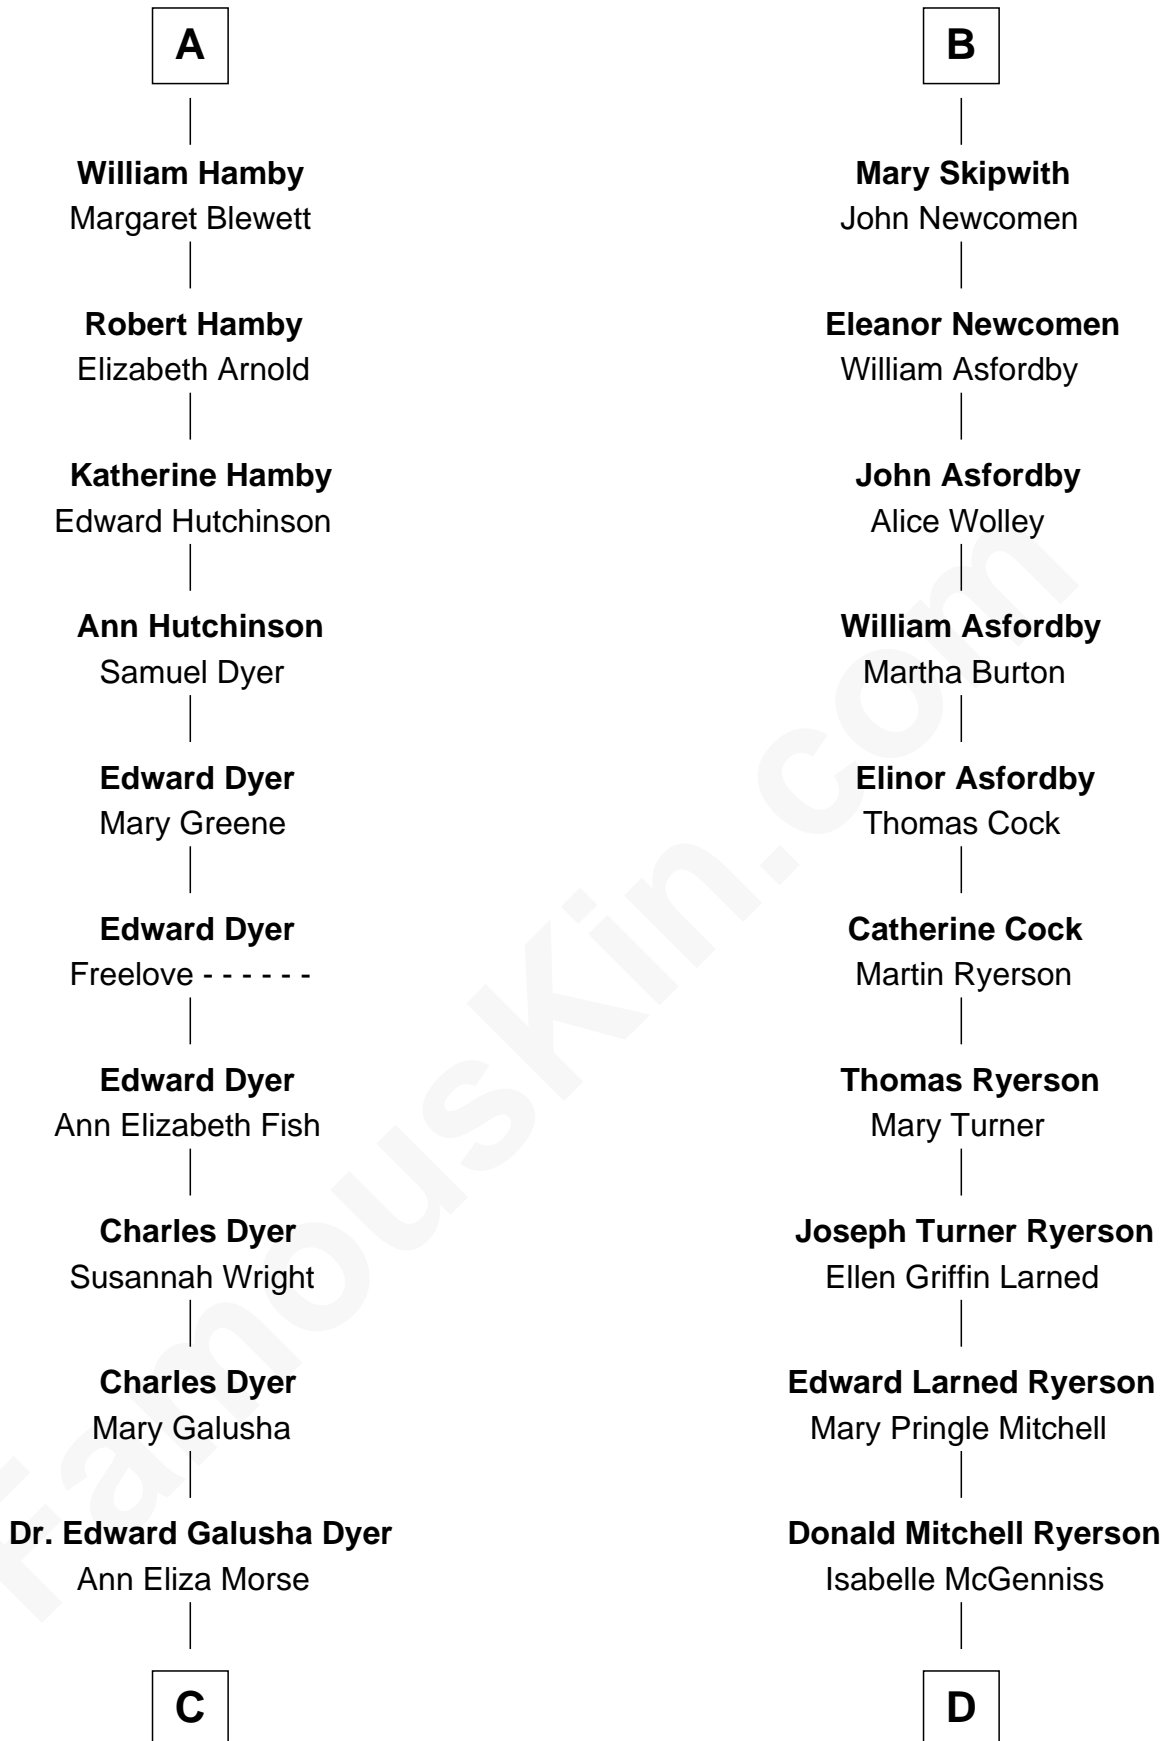 A
William Hamby
Margaret Blewett
Robert Hamby
Elizabeth Arnold
Katherine Hamby
Edward Hutchinson
Ann Hutchinson
Samuel Dyer
Edward Dyer
Mary Greene
Edward Dyer
Freelove - - - - - -
Edward Dyer
Ann Elizabeth Fish
Charles Dyer
Susannah Wright
Charles Dyer
Mary Galusha
Dr. Edward Galusha Dyer
Ann Eliza Morse
C
B
Mary Skipwith
John Newcomen
Eleanor Newcomen
William Asfordby
John Asfordby
Alice Wolley
William Asfordby
Martha Burton
Elinor Asfordby
Thomas Cock
Catherine Cock
Martin Ryerson
Thomas Ryerson
Mary Turner
Joseph Turner Ryerson
Ellen Griffin Larned
Edward Larned Ryerson
Mary Pringle Mitchell
Donald Mitchell Ryerson
Isabelle McGenniss
D
FamousKin.com